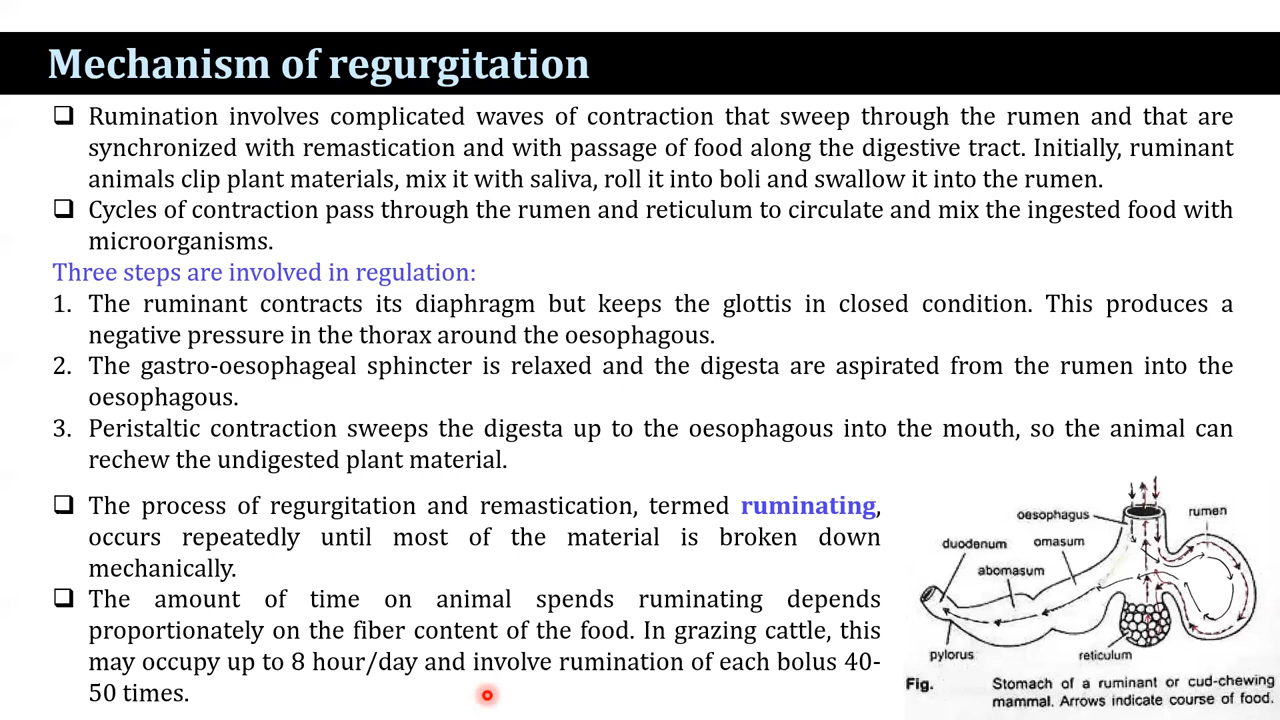 Mechanism of regurgitation
❑ Rumination involves complicated waves of contraction that sweep through the rumen and that are
synchronized with remastication and with passage of food along the digestive tract. Initially, ruminant
animals clip plant materials, mix it with saliva, roll it into boli and swallow it into the rumen.
❑ Cycles of contraction pass through the rumen and reticulum to circulate and mix the ingested food with
microorganisms.
Three steps are involved in regulation:
1. The ruminant contracts its diaphragm but keeps the glottis in closed condition. This produces a
negative pressure in the thorax around the oesophagous.
2. The gastro-oesophageal sphincter is relaxed and the digesta are aspirated from the rumen into the
oesophagous.
3. Peristaltic contraction sweeps the digesta up to the oesophagous into the mouth, so the animal can
rechew the undigested plant material.
❑ The process of regurgitation and remastication, termed ruminating,
occurs repeatedly until most of the material is broken down
mechanically.
❑ The amount of time on animal spends ruminating depends
proportionately on the fiber content of the food. In grazing cattle, this
may occupy up to 8 hour/day and involve rumination of each bolus 40-
50 times.
oesophagus
rumen
duodenum
omasum
abomasum
pylorus
reticulum
Fig. Stomach of a ruminant or cud-chewing
mammal. Arrows indicate course of food.